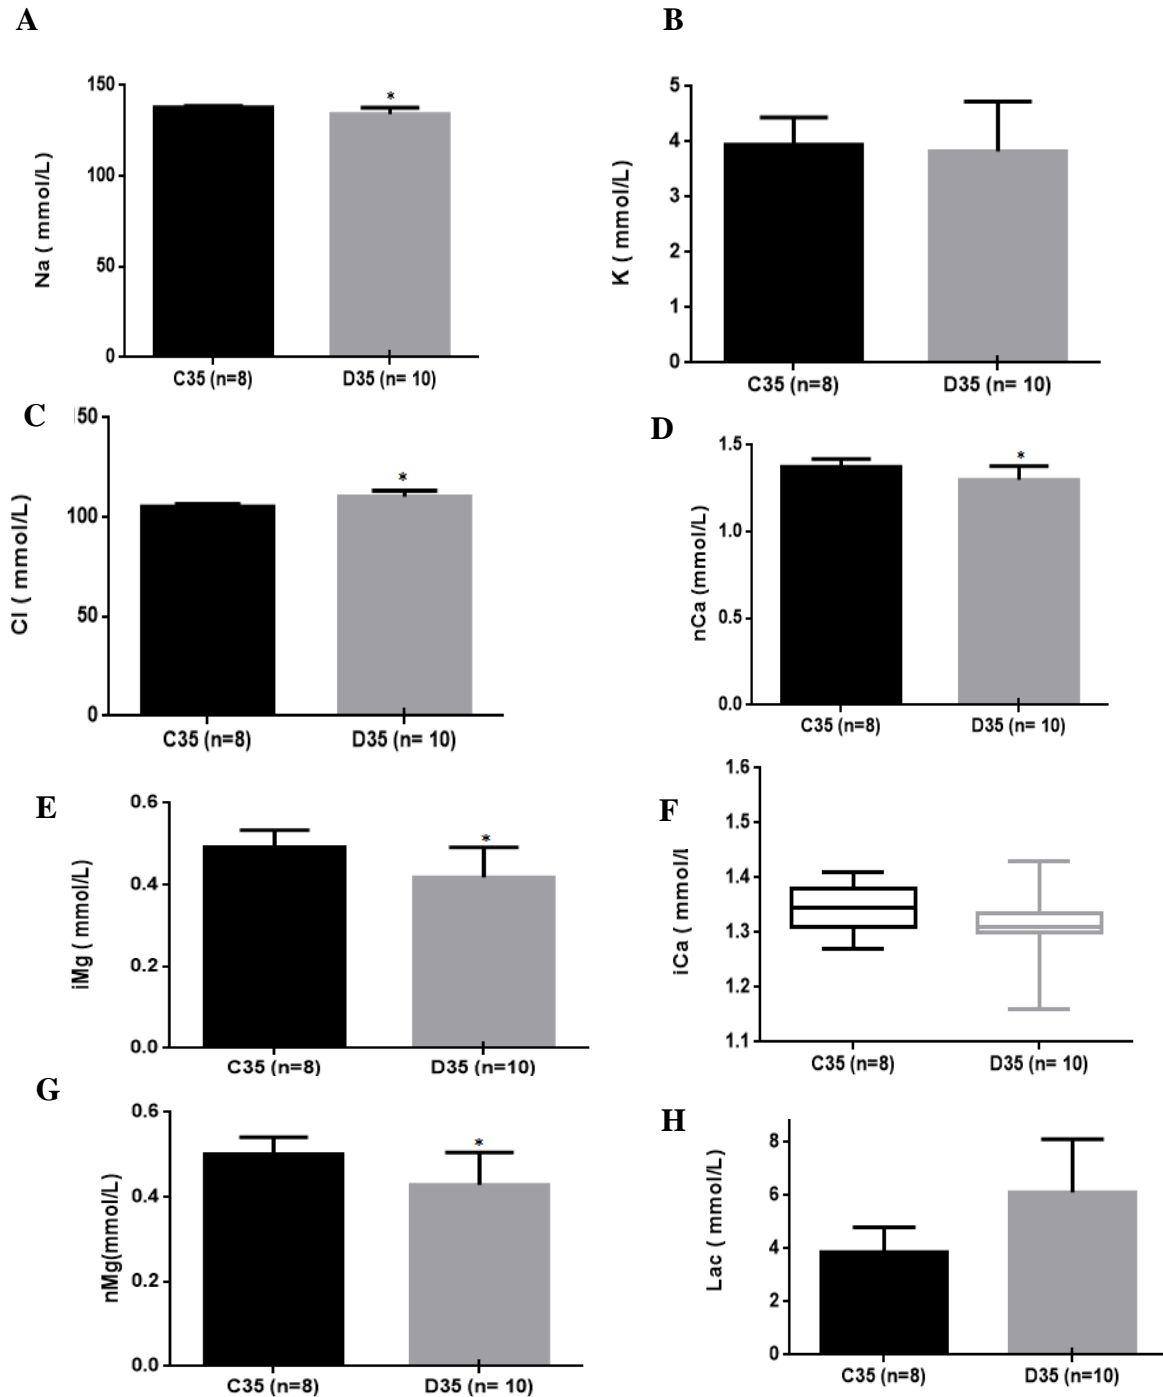 A
B
150
100
50
0
Na ( mmol/L)
*
C35 (n=8)
D35 (n= 10)
5
4
3
2
1
0
K ( mmol/L)
C35 (n=8)
D35 (n= 10)
C
D
50
100
50
0
Cl ( mmol/L)
*
C35 (n=8)
D35 (n= 10)
1.5
1.0
0.5
0.0
nCa (mmol/L)
*
C35 (n=8)
D35 (n= 10)
E
F
0.6
0.4
0.2
0.0
iMg ( mmol/L)
*
C35 (n=8)
D35 (n=10)
1.6
1.5
1.4
1.3
1.2
1.1
iCa ( mmol/l
C35 (n=8)
D35 (n= 10)
G
H
0.6
0.4
0.2
0.0
nMg(mmol/L)
*
C35 (n=8)
D35 (n= 10)
8
6
4
2
0
Lac ( mmol/L)
C35 (n=8)
D35 (n=10)